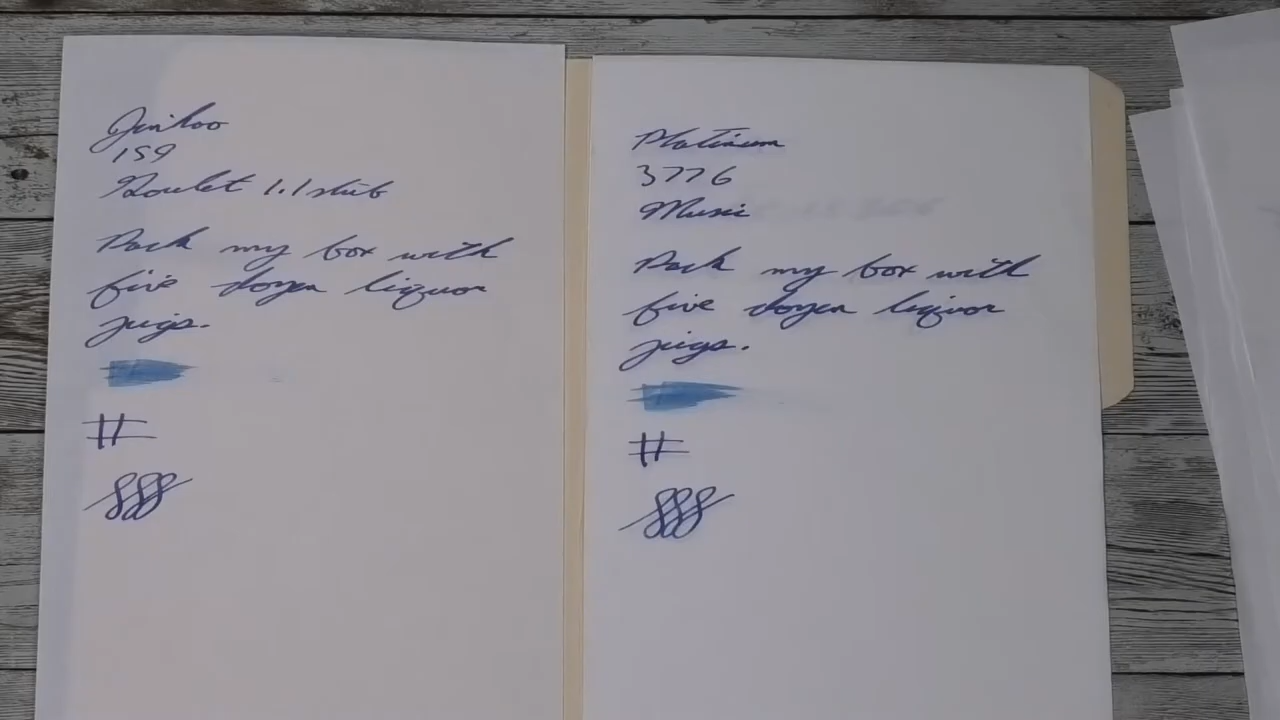 Jinhao
159
Goulet 1.1 stub
Pack my box with
five dozen liquor
jugs.
#
Platinum
3776
Music
Pack my box with
five dozen liquor
jugs.
#